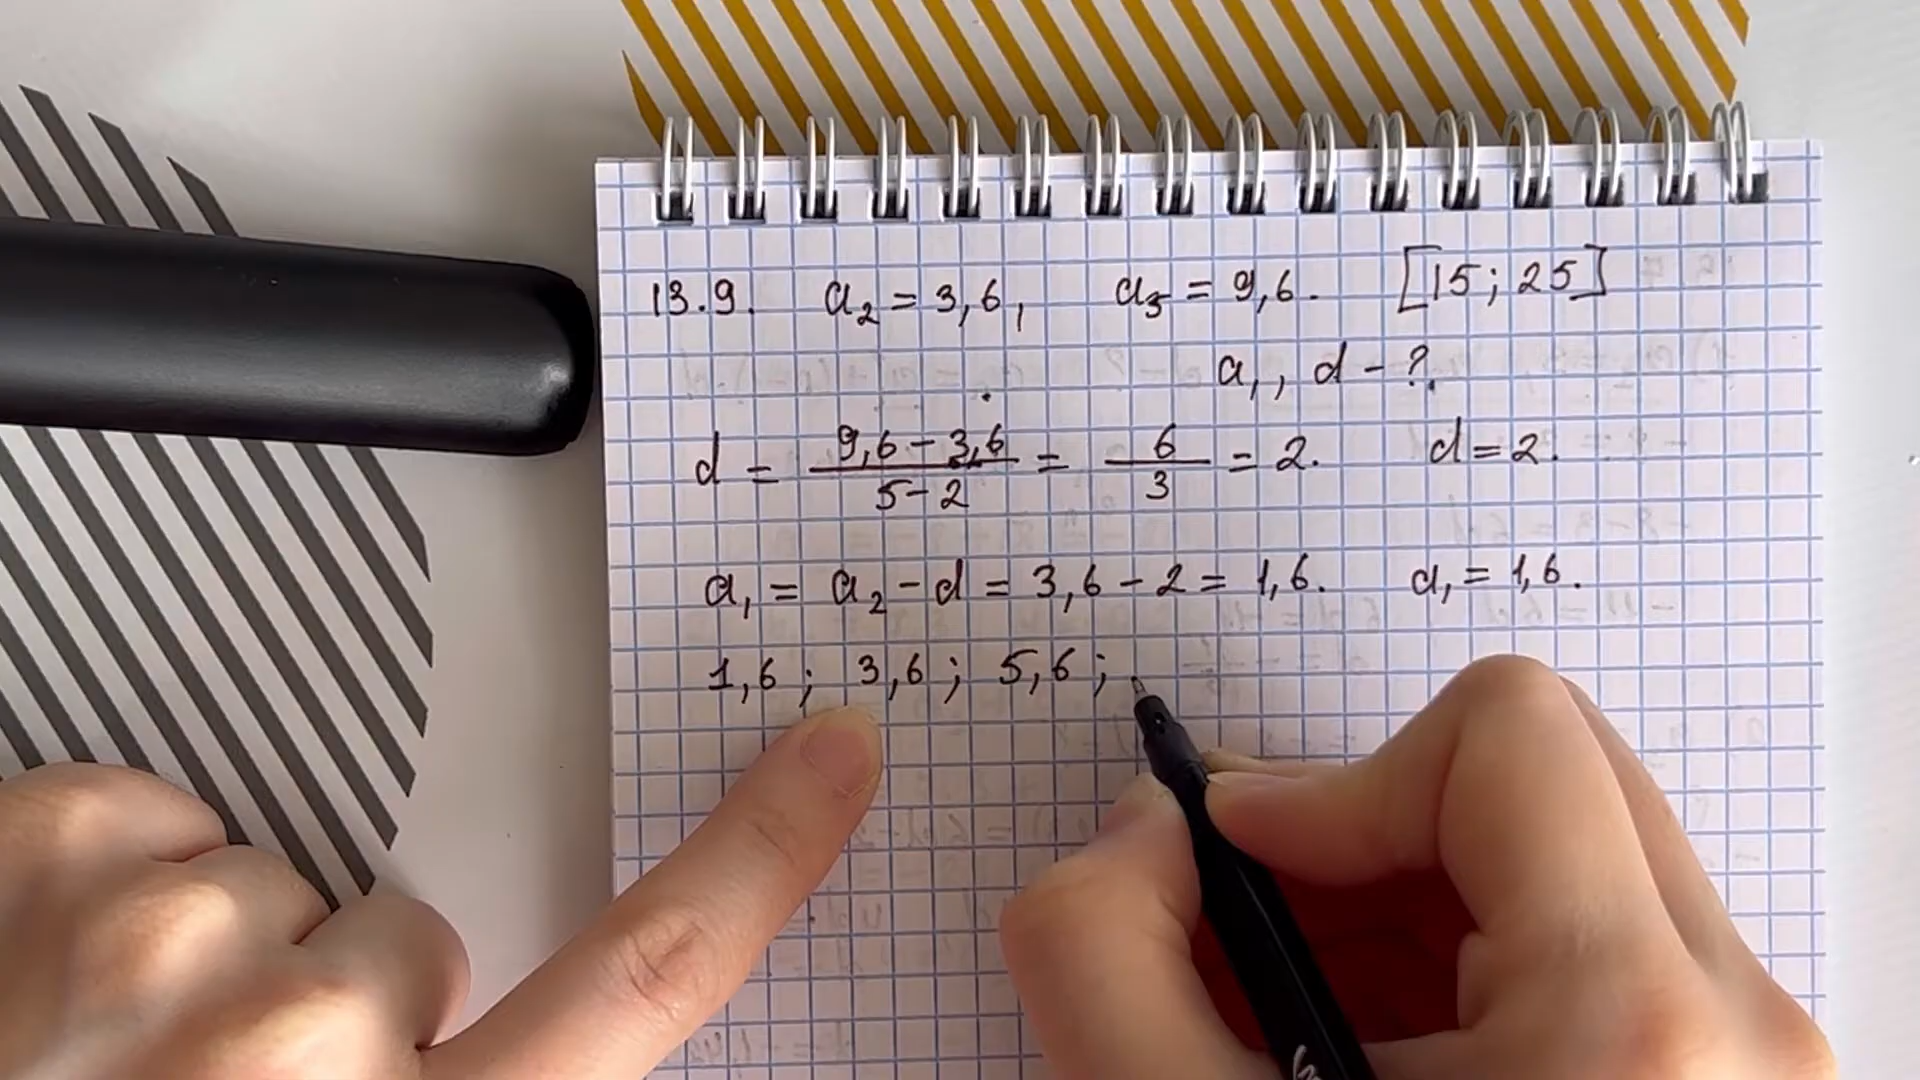 13.9. a₂ = 3,6, a₃ = 9,6. [15; 25]
a₁, d - ?
d = (9,6 - 3,6)/(5 - 2) = 6/3 = 2. d = 2.
a₁ = a₂ - d = 3,6 - 2 = 1,6. a₁ = 1,6.
1,6; 3,6; 5,6;